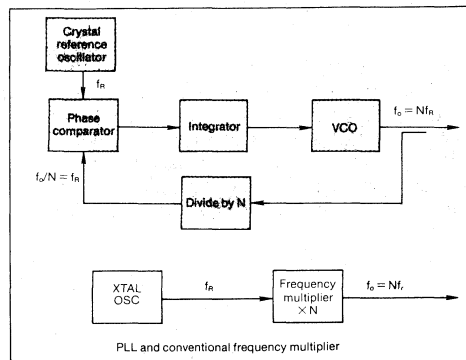 Crystal
reference
oscillator
f_R
Phase
comparator
Integrator
VCO
f_o = Nf_R
f_o/N = f_R
Divide by N
XTAL
OSC
f_R
Frequency
multiplier
× N
f_o = Nf_r
PLL and conventional frequency multiplier